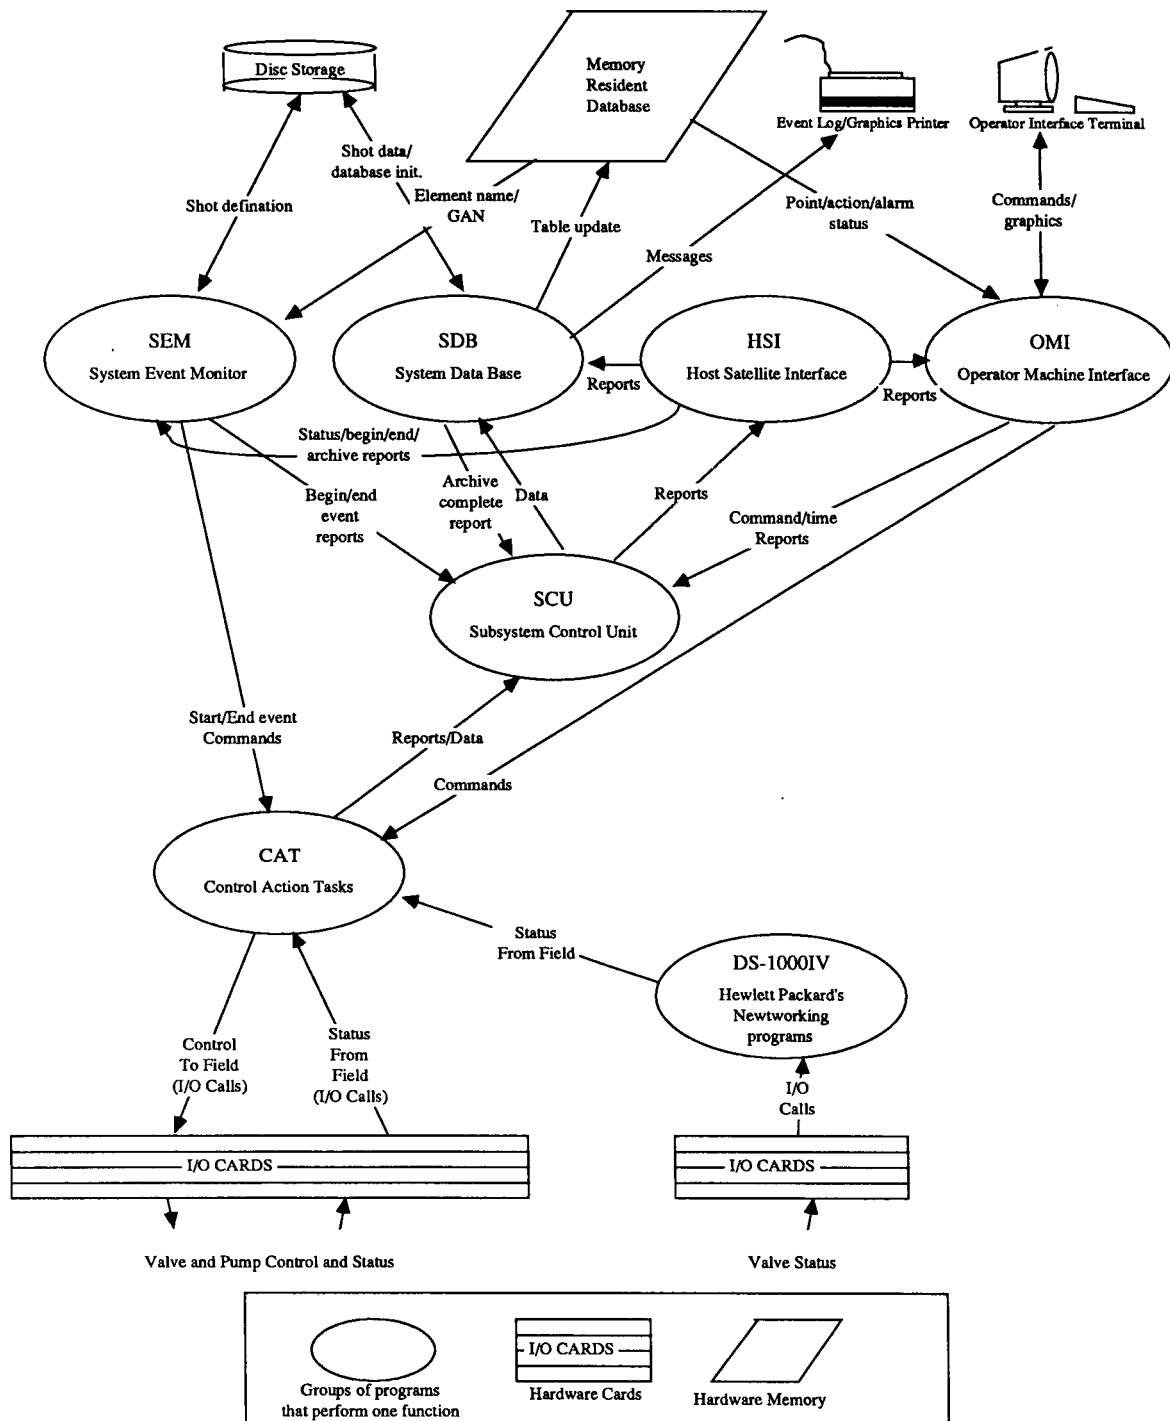 Disc Storage
Memory
Resident
Database
Event Log/Graphics Printer
Operator Interface Terminal
Shot data/
database init.
Shot defination
Element name/
GAN
Table update
Point/action/alarm
status
Commands/
graphics
Messages
SEM
System Event Monitor
SDB
System Data Base
HSI
Host Satellite Interface
OMI
Operator Machine Interface
Reports
Reports
Status/begin/end/
archive reports
Begin/end
event
reports
Archive
complete
report
Data
Reports
Command/time
Reports
SCU
Subsystem Control Unit
Start/End event
Commands
Reports/Data
Commands
CAT
Control Action Tasks
Status
From Field
DS-1000IV
Hewlett Packard's
Newtworking
programs
Control
To Field
(I/O Calls)
Status
From
Field
(I/O Calls)
I/O
Calls
I/O CARDS
I/O CARDS
Valve and Pump Control and Status
Valve Status
I/O CARDS
Groups of programs
that perform one function
Hardware Cards
Hardware Memory